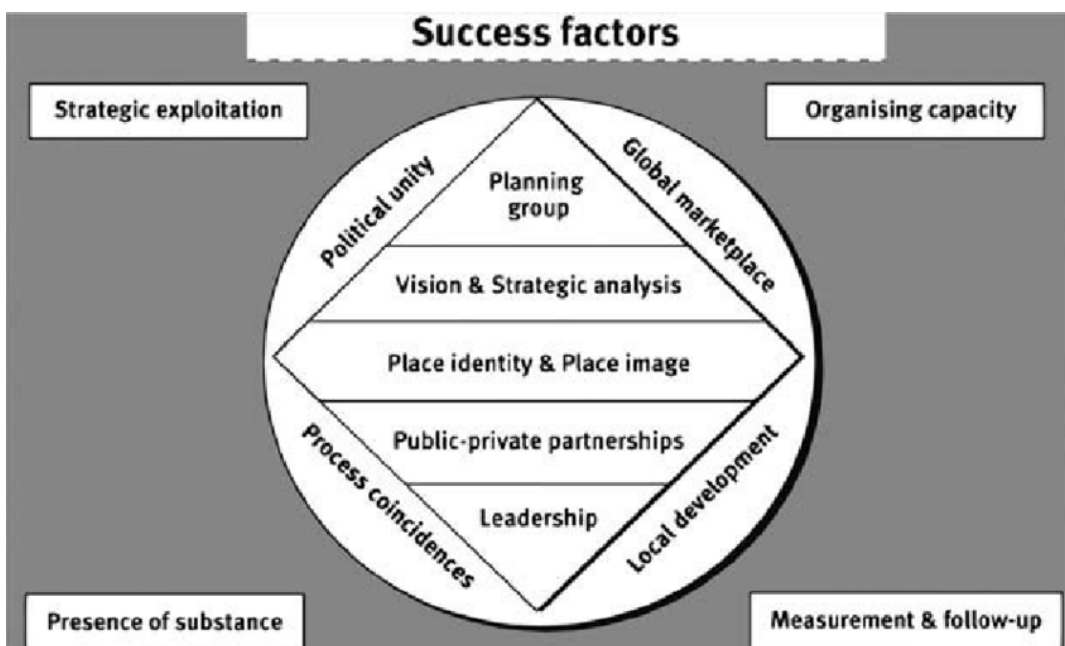 Success factors
Strategic exploitation
Organising capacity
Political unity
Global marketplace
Planning
group
Vision & Strategic analysis
Place identity & Place image
Public-private partnerships
Leadership
Process coincidences
Local development
Presence of substance
Measurement & follow-up